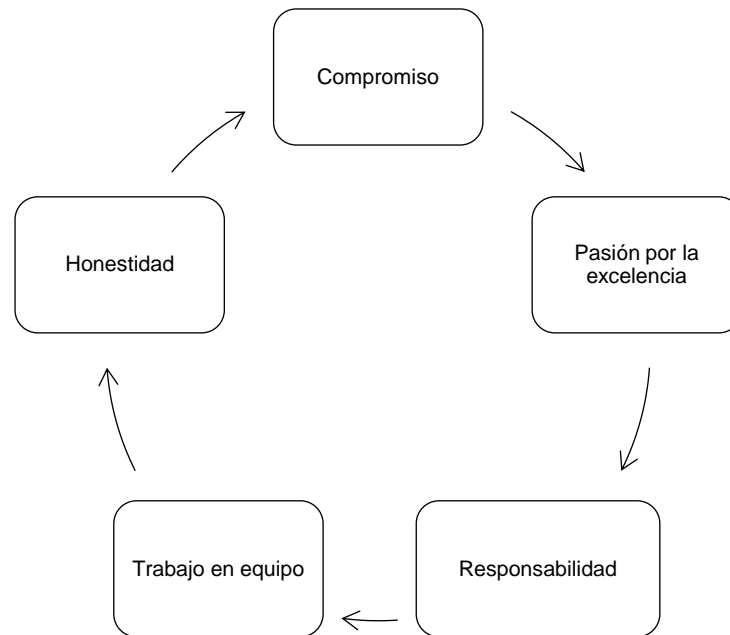 Compromiso
Pasión por la
excelencia
Responsabilidad
Trabajo en equipo
Honestidad